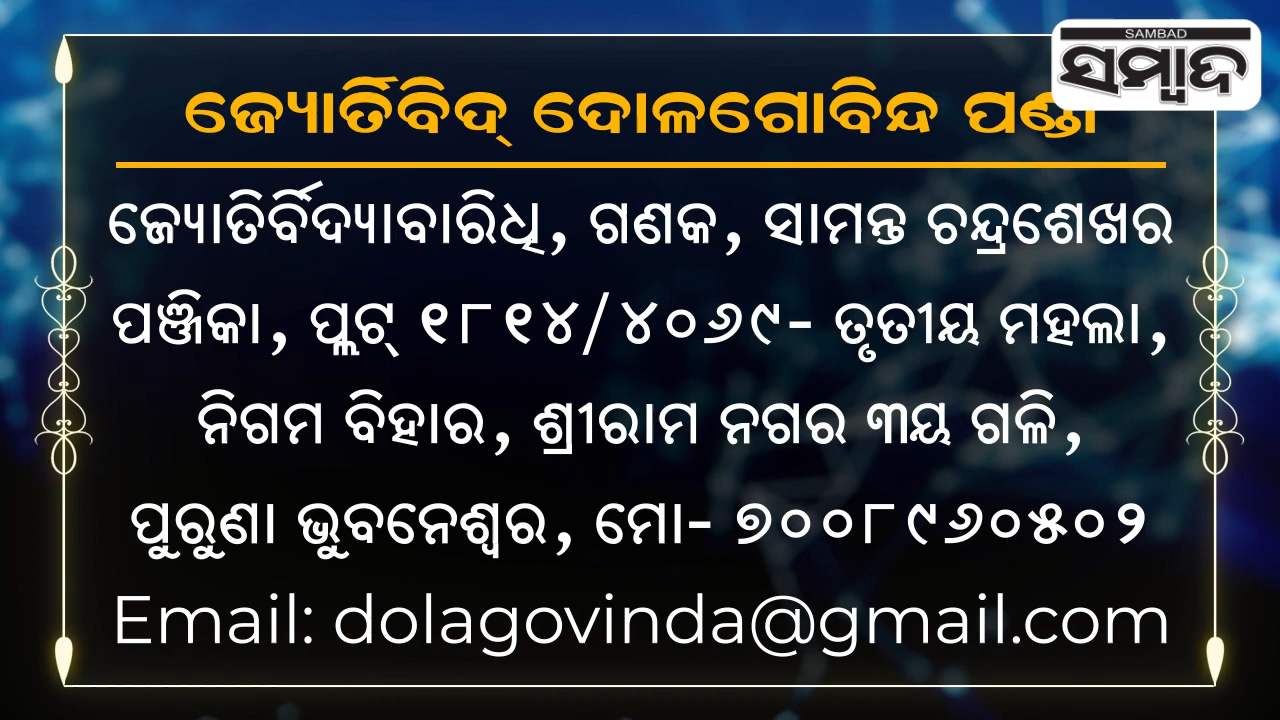 SAMBAD
ସମ୍ବାଦ
ଜ୍ୟୋର୍ତିବିଦ୍ ଦୋଳଗୋବିନ୍ଦ ପଣ୍ଡା
ଜ୍ୟୋତିର୍ବିଦ୍ୟାବାରିଧି, ଗଣକ, ସାମନ୍ତ ଚନ୍ଦ୍ରଶେଖର
ପଞ୍ଜିକା, ପ୍ଲଟ୍ ୧୮୧୪/୪୦୬୯- ତୃତୀୟ ମହଲା,
ନିଗମ ବିହାର, ଶ୍ରୀରାମ ନଗର ୩ୟ ଗଳି,
ପୁରୁଣା ଭୁବନେଶ୍ୱର, ମୋ- ୭୦୦୮୯୬୦୫୦୨
Email: dolagovinda@gmail.com